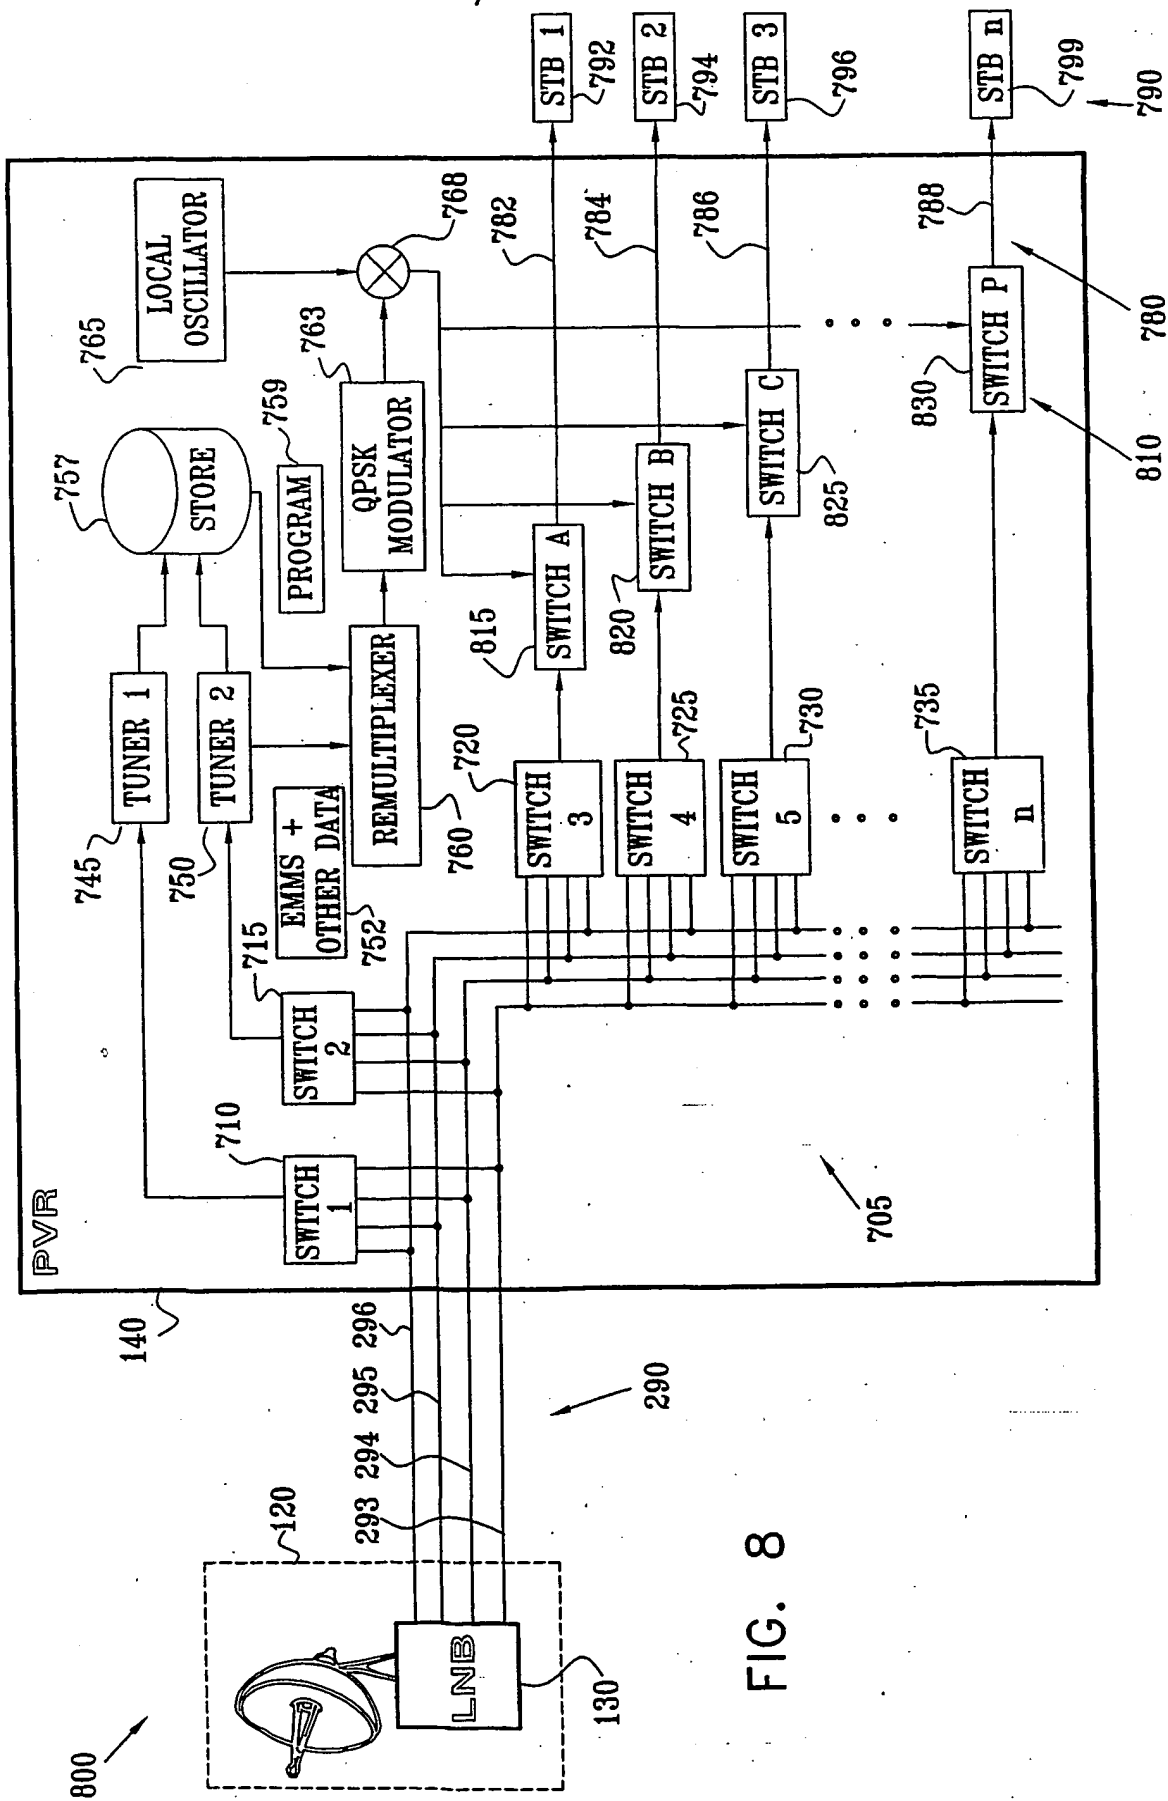 800
120
LNB
130
293
294
295
296
290
140
PVR
SWITCH
1
710
SWITCH
2
715
705
TUNER 1
745
TUNER 2
750
EMMS +
OTHER DATA
752
STORE
757
PROGRAM
759
REMULTIPLEXER
760
QPSK
MODULATOR
763
LOCAL
OSCILLATOR
765
768
SWITCH
3
720
SWITCH
4
725
SWITCH
5
730
SWITCH
n
735
SWITCH A
815
SWITCH B
820
SWITCH C
825
SWITCH P
830
810
782
784
786
788
780
STB 1
792
STB 2
794
STB 3
796
STB n
799
790
FIG. 8